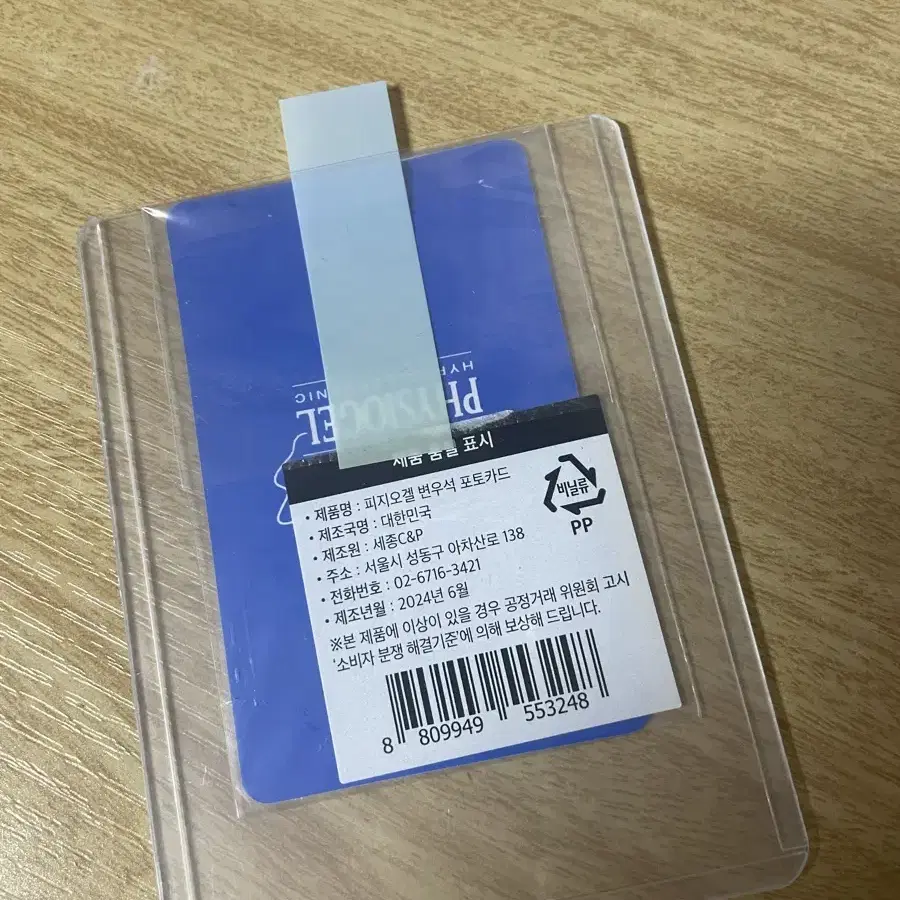 PHYSIOGEL
제품 품질 표시
• 제품명 : 피지오겔 변우석 포토카드
• 제조국명 : 대한민국
• 제조원 : 세종C&P
• 주소 : 서울시 성동구 아차산로 138
• 전화번호 : 02-6716-3421
• 제조년월 : 2024년 6월
※본 제품에 이상이 있을 경우 공정거래 위원회 고시
'소비자 분쟁 해결기준'에 의해 보상해 드립니다.
비닐류
PP
8 809949 553248